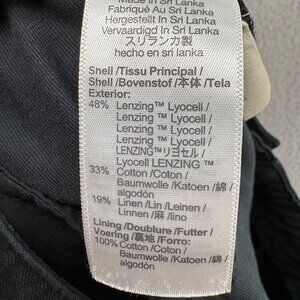 Made in Sri Lanka
Fabriqué Au Sri Lanka
Hergestellt In Sri Lanka
Vervaardigd In Sri Lanka
スリランカ製
hecho en sri lanka
Shell /Tissu Principal /
Shell /Bovenstof /本体 /Tela
Exterior:
48% Lenzing™ Lyocell /
Lenzing™ Lyocell /
Lenzing™ Lyocell /
Lenzing™ Lyocell /
LENZING™リヨセル /
Lyocell LENZING™
33% Cotton /Coton /
Baumwolle /Katoen /綿 /
algodón
19% Linen /Lin /Leinen /
Linnen /麻 /lino
Lining /Doublure /Futter /
Voering /裏地 /Forro:
100% Cotton /Coton /
Baumwolle /Katoen /綿 /
algodón